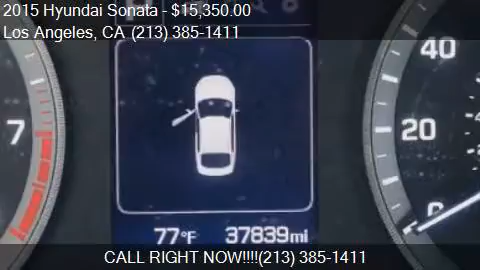 2015 Hyundai Sonata - $15,350.00
Los Angeles, CA (213) 385-1411
40
7
20
0
77°F 37839mi
CALL RIGHT NOW!!!!(213) 385-1411